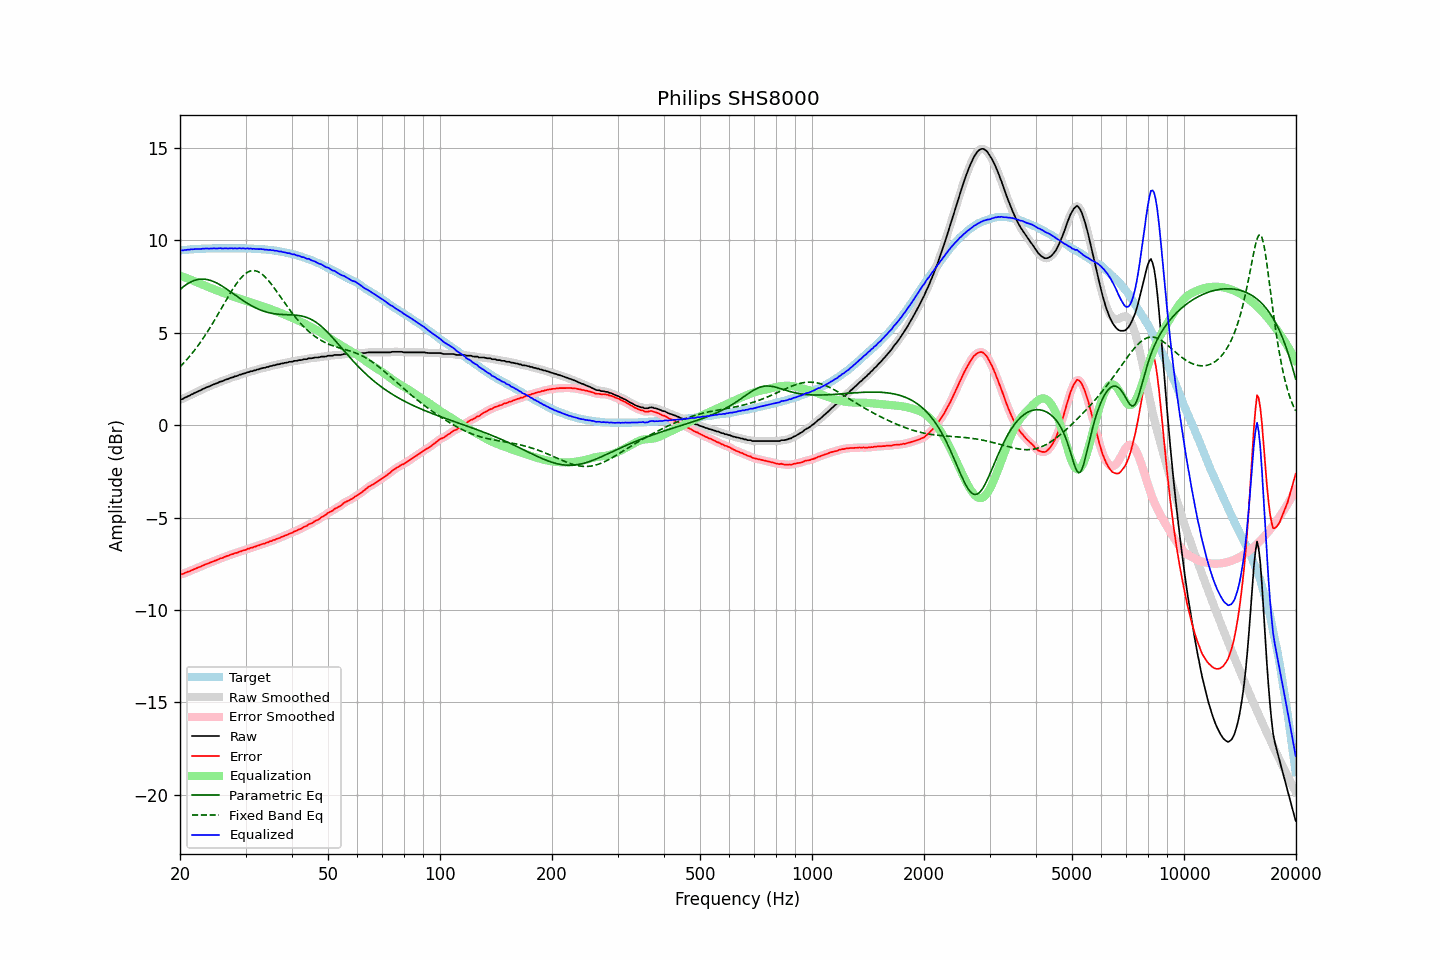 Philips SHS8000
Amplitude (dBr)
15
10
5
0
−5
−10
−15
−20
Target
Raw Smoothed
Error Smoothed
Raw
Error
Equalization
Parametric Eq
Fixed Band Eq
Equalized
20 50 100 200 500 1000 2000 5000 10000 20000
Frequency (Hz)